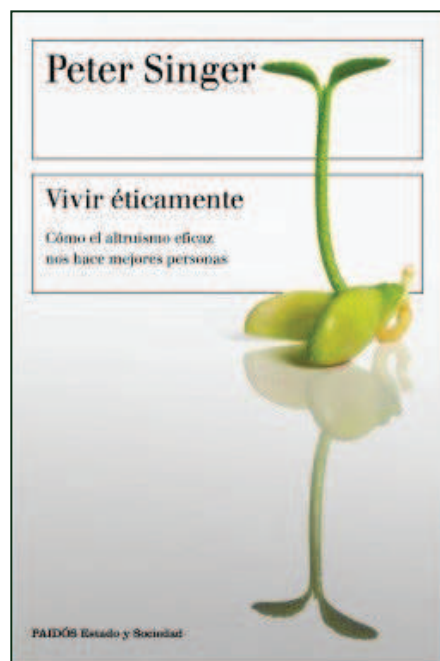 Peter Singer
Vivir éticamente
Cómo el altruismo eficaz
nos hace mejores personas
PAIDÓS Estado y Sociedad